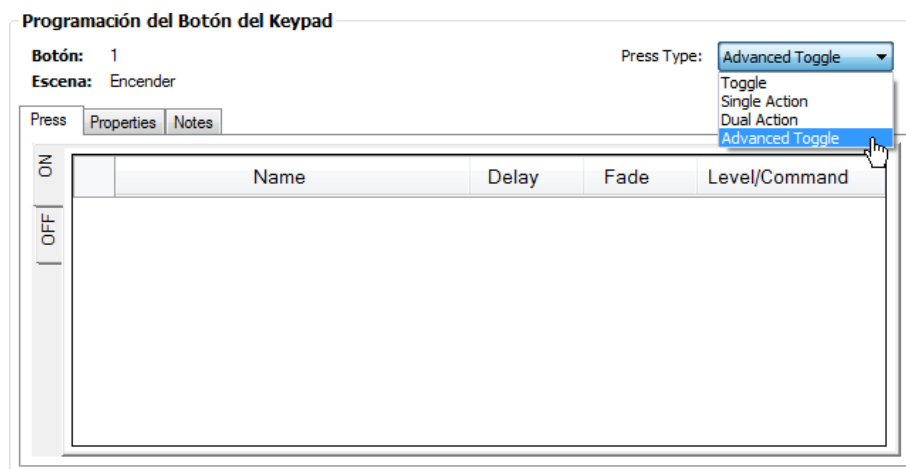 Programación del Botón del Keypad
Botón: 1
Press Type: Advanced Toggle
Escena: Encender
Toggle
Single Action
Dual Action
Advanced Toggle
Press Properties Notes
ON
OFF
Name Delay Fade Level/Command